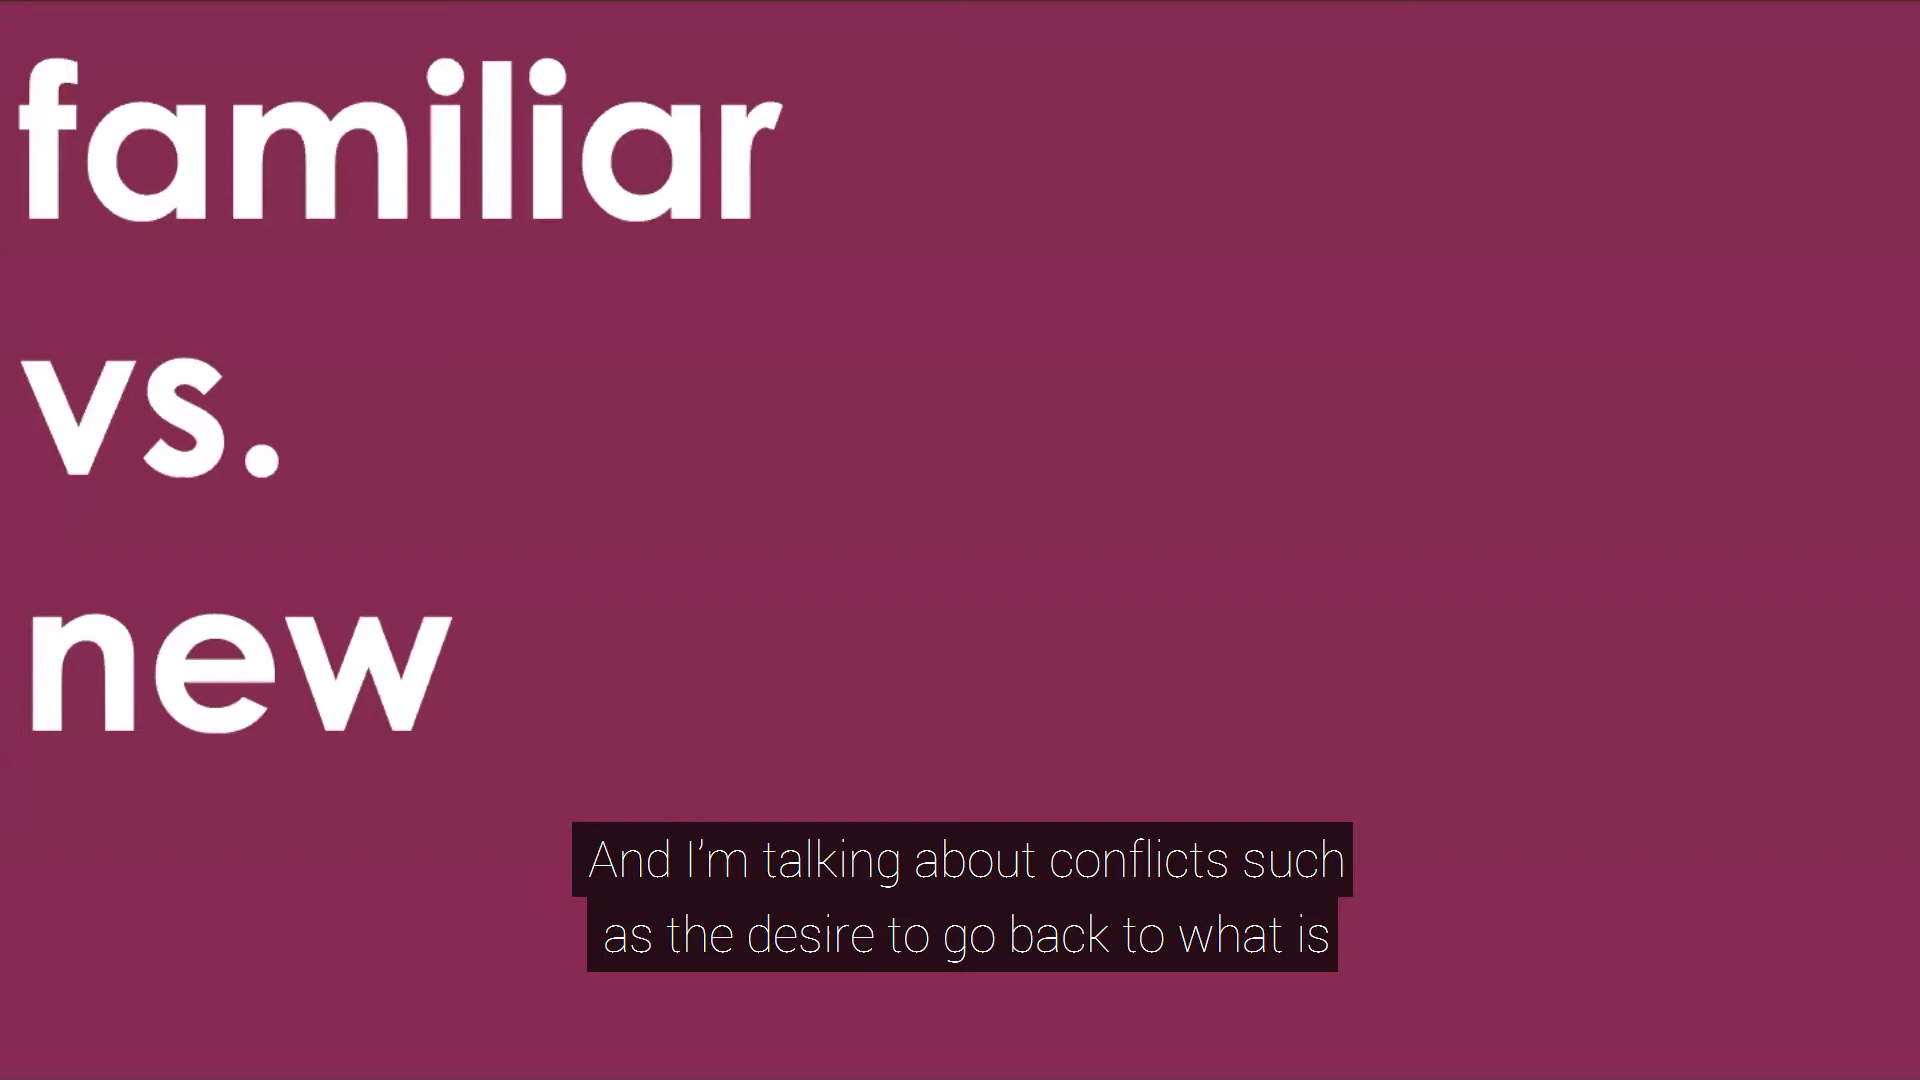 familiar
vs.
new
And I’m talking about conflicts such
as the desire to go back to what is